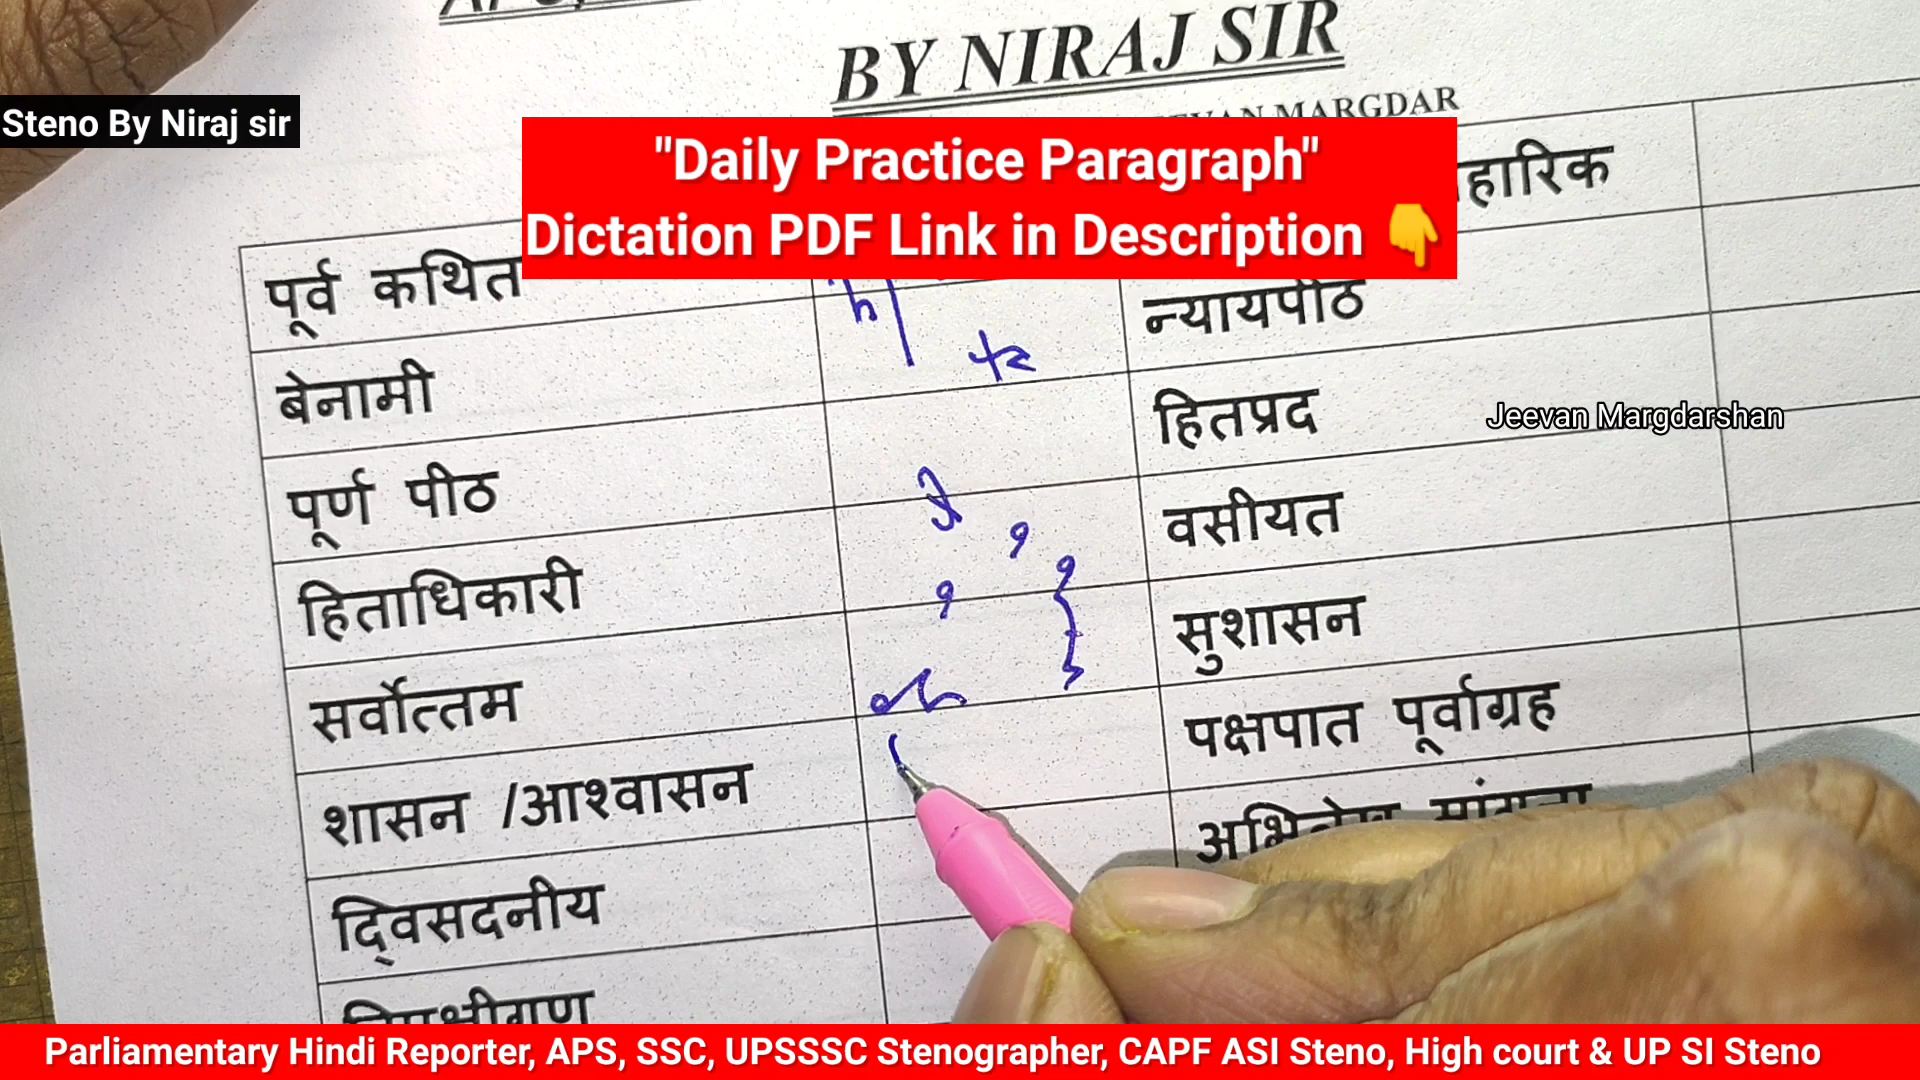 BY NIRAJ SIR
MARGDAR
Steno By Niraj sir
"Daily Practice Paragraph"
Dictation PDF Link in Description 👇
पूर्व कथित
न्यायपीठ
बेनामी
हितप्रद
Jeevan Margdarshan
पूर्ण पीठ
वसीयत
हिताधिकारी
सुशासन
सर्वोत्तम
पक्षपात पूर्वाग्रह
शासन /आश्वासन
द्विसदनीय
Parliamentary Hindi Reporter, APS, SSC, UPSSSC Stenographer, CAPF ASI Steno, High court & UP SI Steno